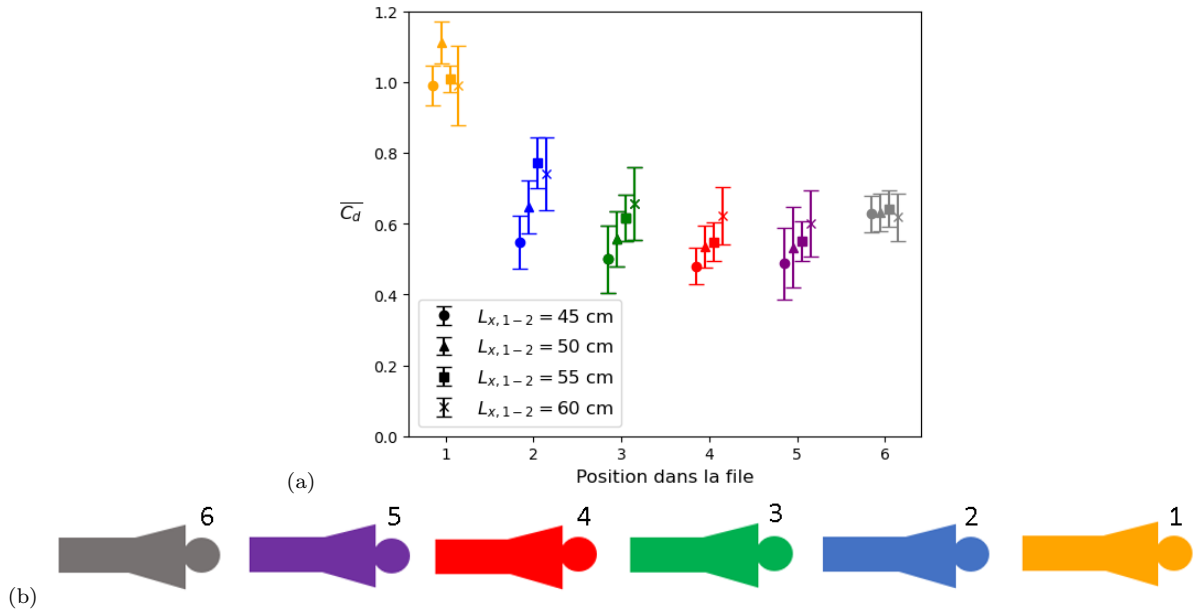 1.2
1.0
0.8
0.6
0.4
0.2
0.0
$\overline{C_d}$
L_{x,1-2} = 45 cm
L_{x,1-2} = 50 cm
L_{x,1-2} = 55 cm
L_{x,1-2} = 60 cm
1 2 3 4 5 6
Position dans la file
(a)
6 5 4 3 2 1
(b)